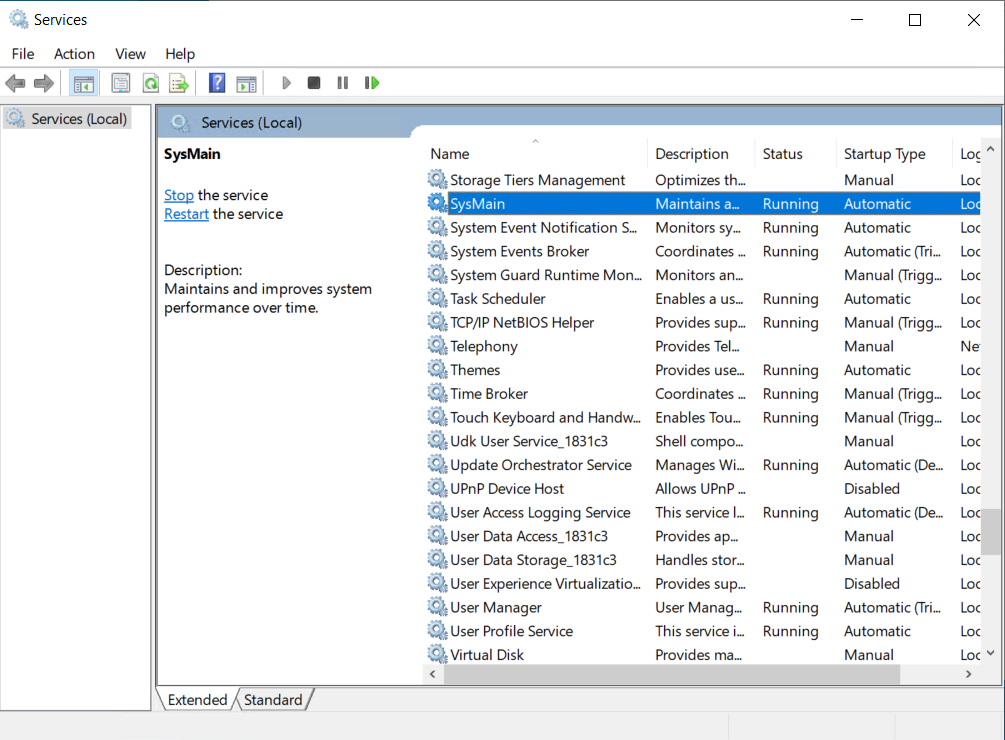 Services
File Action View Help
Services (Local)
Services (Local)
SysMain
Stop the service
Restart the service
Description:
Maintains and improves system
performance over time.
Name Description Status Startup Type Log
Storage Tiers Management Optimizes th... Manual Loc
SysMain Maintains a... Running Automatic Loc
System Event Notification S... Monitors sy... Running Automatic Loc
System Events Broker Coordinates ... Running Automatic (Tri... Loc
System Guard Runtime Mon... Monitors an... Manual (Trigg... Loc
Task Scheduler Enables a us... Running Automatic Loc
TCP/IP NetBIOS Helper Provides sup... Running Manual (Trigg... Loc
Telephony Provides Tel... Manual Ne
Themes Provides use... Running Automatic Loc
Time Broker Coordinates ... Running Manual (Trigg... Loc
Touch Keyboard and Handw... Enables Tou... Running Manual (Trigg... Loc
Udk User Service_1831c3 Shell compo... Manual Loc
Update Orchestrator Service Manages Wi... Running Automatic (De... Loc
UPnP Device Host Allows UPnP ... Disabled Loc
User Access Logging Service This service l... Running Automatic (De... Loc
User Data Access_1831c3 Provides ap... Manual Loc
User Data Storage_1831c3 Handles stor... Manual Loc
User Experience Virtualizatio... Provides sup... Disabled Loc
User Manager User Manag... Running Automatic (Tri... Loc
User Profile Service This service i... Running Automatic Loc
Virtual Disk Provides ma... Manual Loc
Extended Standard